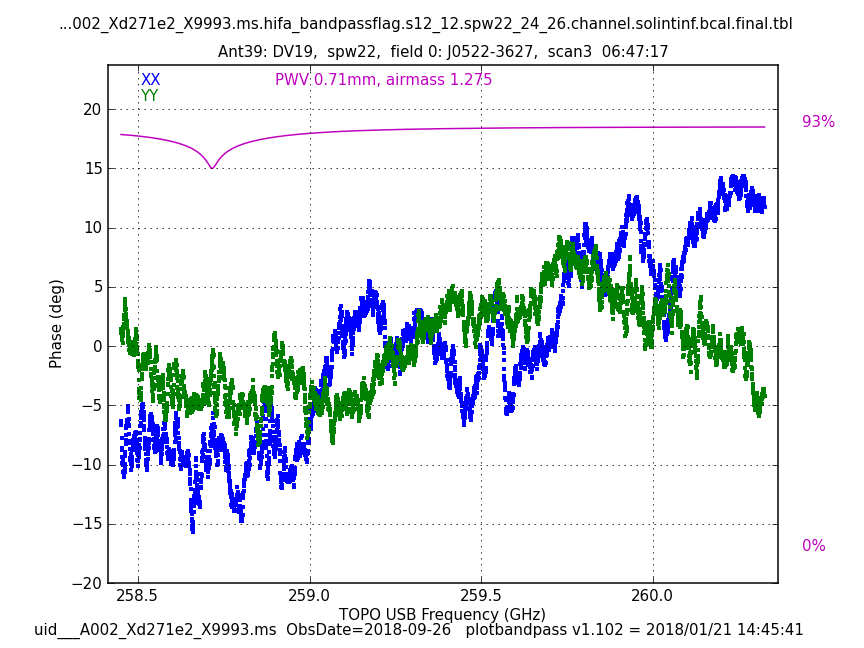 ...002_Xd271e2_X9993.ms.hifa_bandpassflag.s12_12.spw22_24_26.channel.solintinf.bcal.final.tbl
Ant39: DV19, spw22, field 0: J0522-3627, scan3 06:47:17
XX
PWV 0.71mm, airmass 1.275
YY
93%
0%
20
15
10
5
0
−5
−10
−15
−20
Phase (deg)
258.5
259.0
259.5
260.0
TOPO USB Frequency (GHz)
uid___A002_Xd271e2_X9993.ms ObsDate=2018-09-26 plotbandpass v1.102 = 2018/01/21 14:45:41